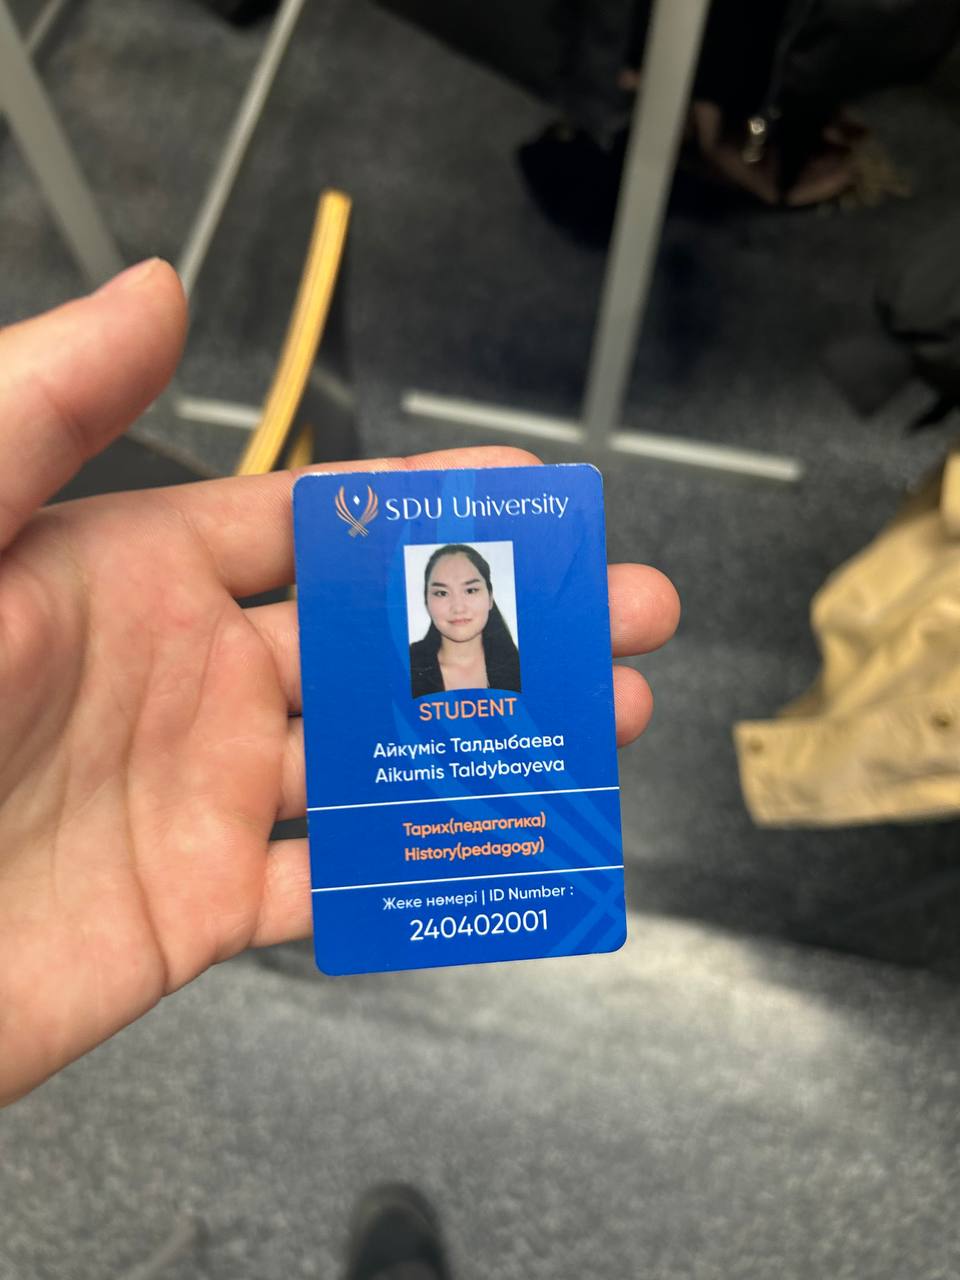 SDU University
STUDENT
Айкүміс Талдыбаева
Aikumis Taldybayeva
Тарих(педагогика)
History(pedagogy)
Жеке нөмері | ID Number :
240402001